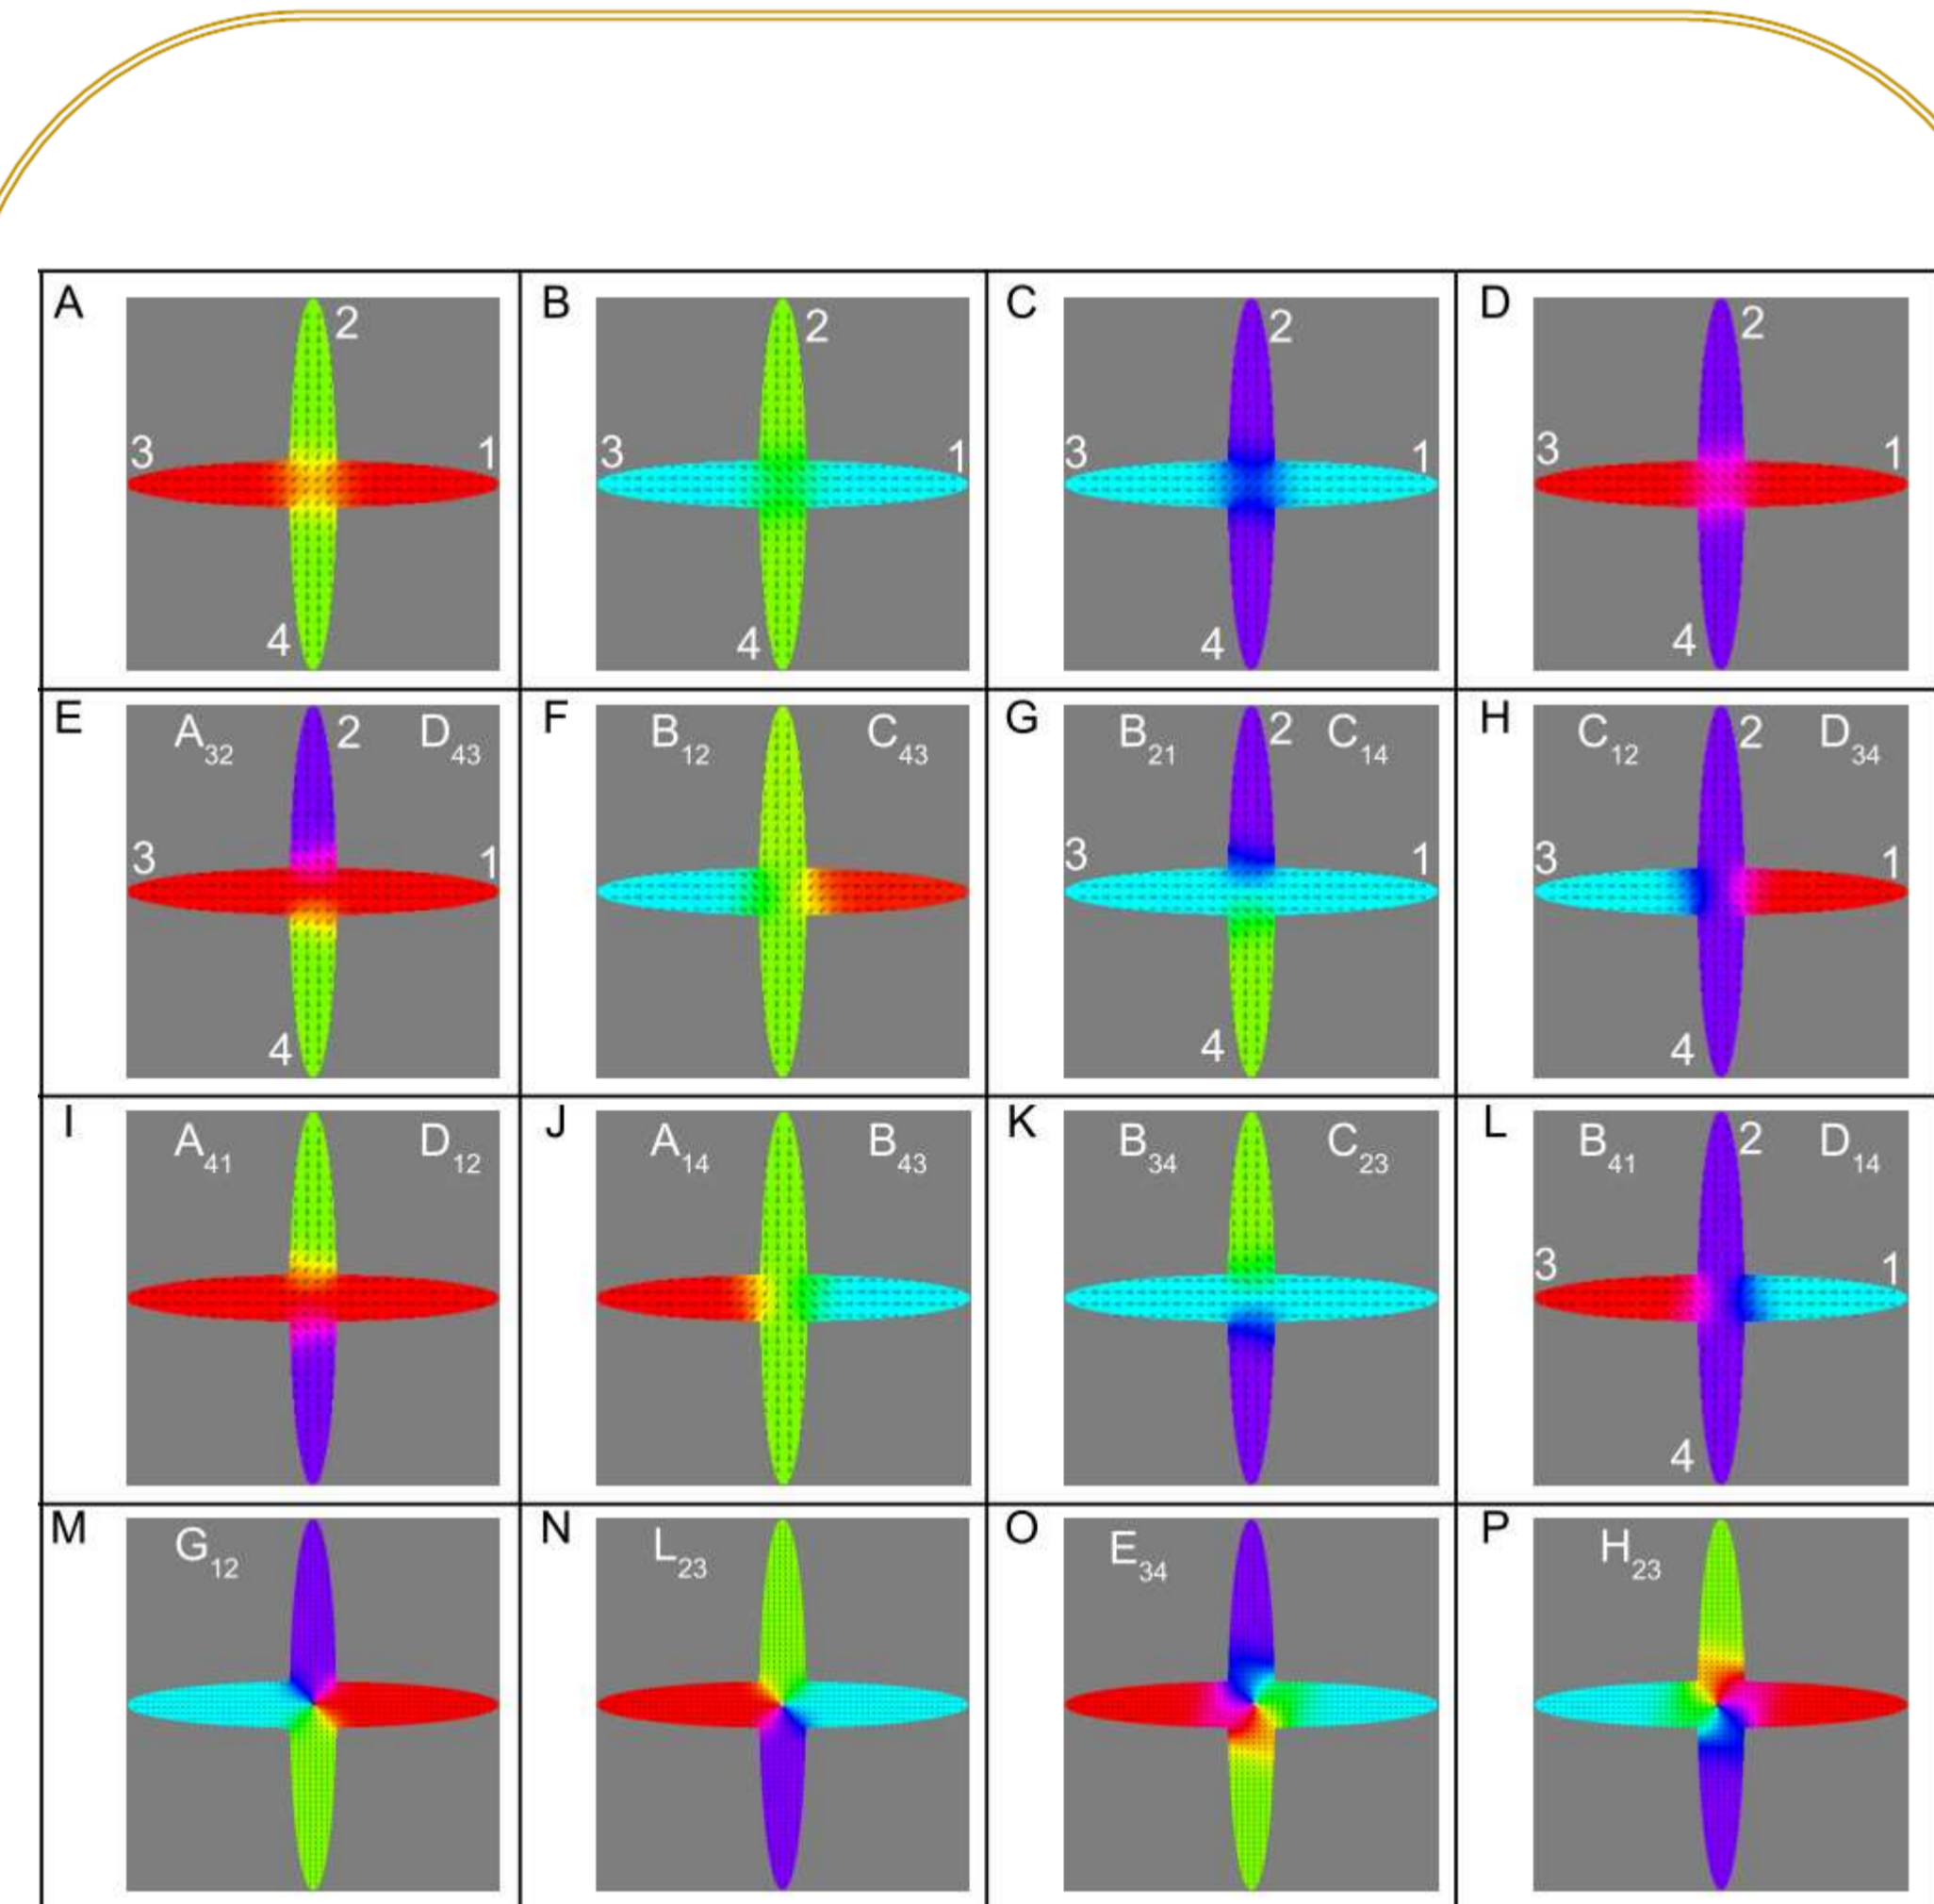 A 2 3 1 4
B 2 3 1 4
C 2 3 1 4
D 2 3 1 4
E A32 2 D43 3 1 4
F B12 C43
G B21 2 C14 3 1 4
H C12 2 D34 3 1 4
I A41 D12
J A14 B43
K B34 C23
L B41 2 D14 3 1 4
M G12
N L23
O E34
P H23